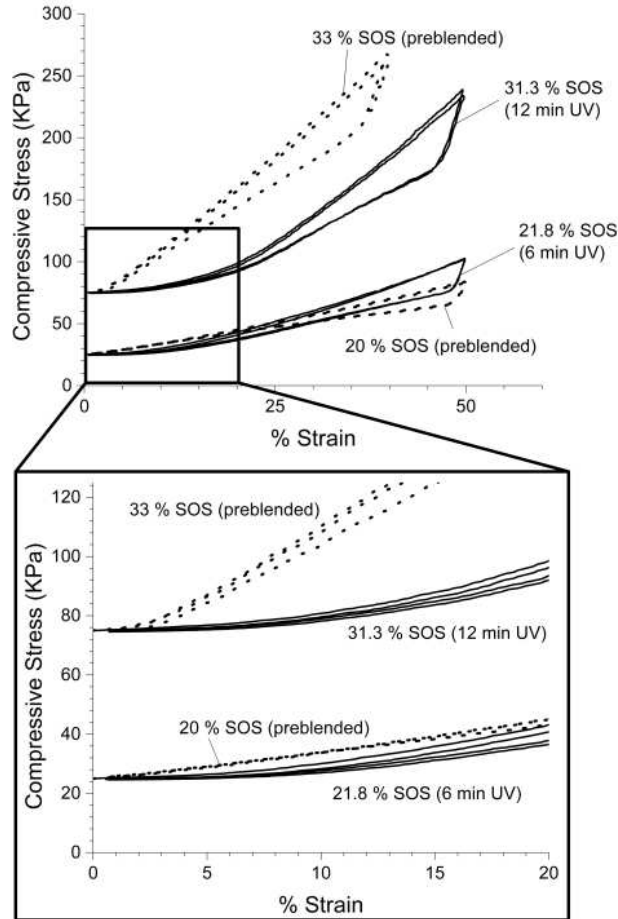 300
250
200
150
100
50
0
Compressive Stress (KPa)
33 % SOS (preblended)
31.3 % SOS
(12 min UV)
21.8 % SOS
(6 min UV)
20 % SOS (preblended)
0
25
50
% Strain
120
100
80
60
40
20
0
Compressive Stress (KPa)
33 % SOS (preblended)
31.3 % SOS (12 min UV)
20 % SOS (preblended)
21.8 % SOS (6 min UV)
0
5
10
15
20
% Strain